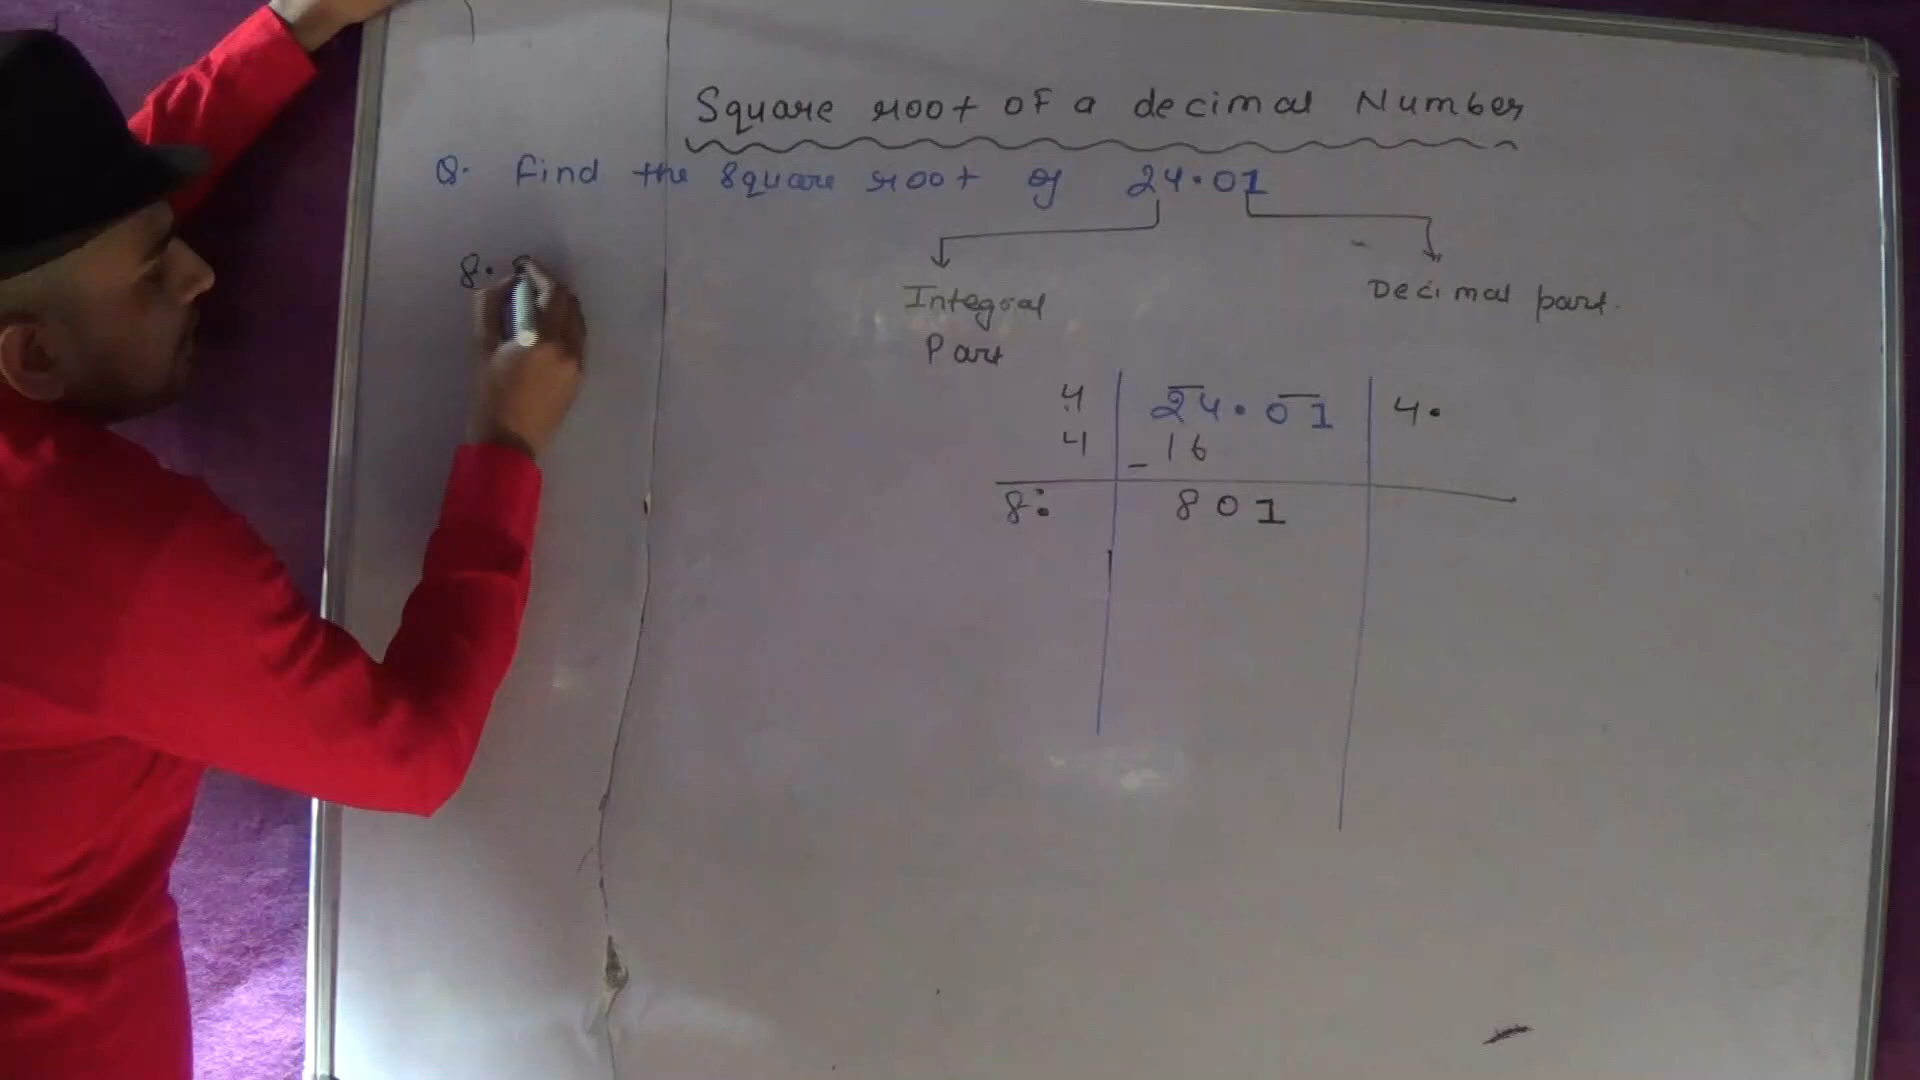 Square root OF a decimal Number
Q. Find the Square root of 24.01
8.
Integral
Part
Decimal part.
4 24.01 4.
4 - 16
8: 801